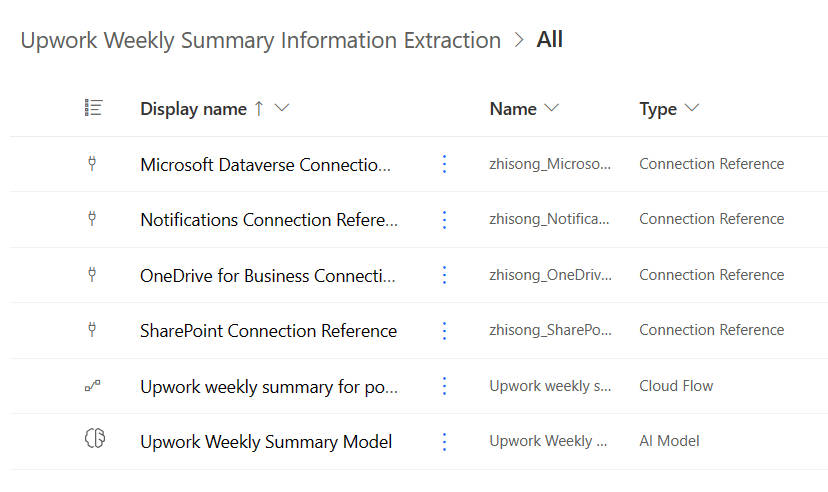 Upwork Weekly Summary Information Extraction > All
Display name ↑ Name Type
Microsoft Dataverse Connectio... zhisong_Microso... Connection Reference
Notifications Connection Refere... zhisong_Notifica... Connection Reference
OneDrive for Business Connecti... zhisong_OneDriv... Connection Reference
SharePoint Connection Reference zhisong_SharePo... Connection Reference
Upwork weekly summary for po... Upwork weekly s... Cloud Flow
Upwork Weekly Summary Model Upwork Weekly ... AI Model